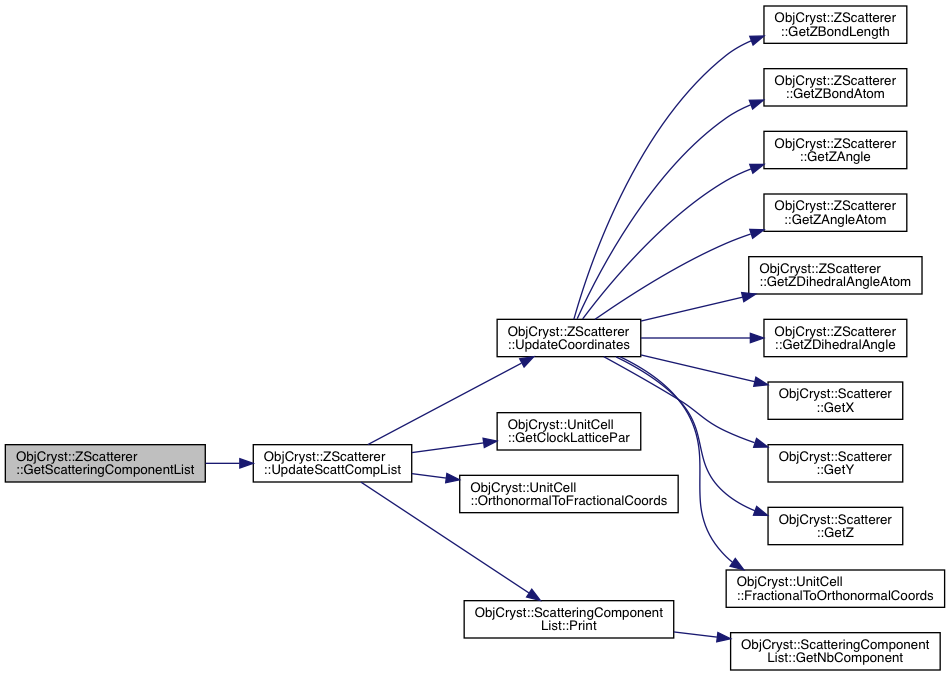 ObjCryst::ZScatterer
::GetScatteringComponentList
ObjCryst::ZScatterer
::UpdateScattCompList
ObjCryst::ZScatterer
::UpdateCoordinates
ObjCryst::UnitCell
::GetClockLatticePar
ObjCryst::UnitCell
::OrthonormalToFractionalCoords
ObjCryst::ScatteringComponent
List::Print
ObjCryst::ZScatterer
::GetZBondLength
ObjCryst::ZScatterer
::GetZBondAtom
ObjCryst::ZScatterer
::GetZAngle
ObjCryst::ZScatterer
::GetZAngleAtom
ObjCryst::ZScatterer
::GetZDihedralAngleAtom
ObjCryst::ZScatterer
::GetZDihedralAngle
ObjCryst::Scatterer
::GetX
ObjCryst::Scatterer
::GetY
ObjCryst::Scatterer
::GetZ
ObjCryst::UnitCell
::FractionalToOrthonormalCoords
ObjCryst::ScatteringComponent
List::GetNbComponent